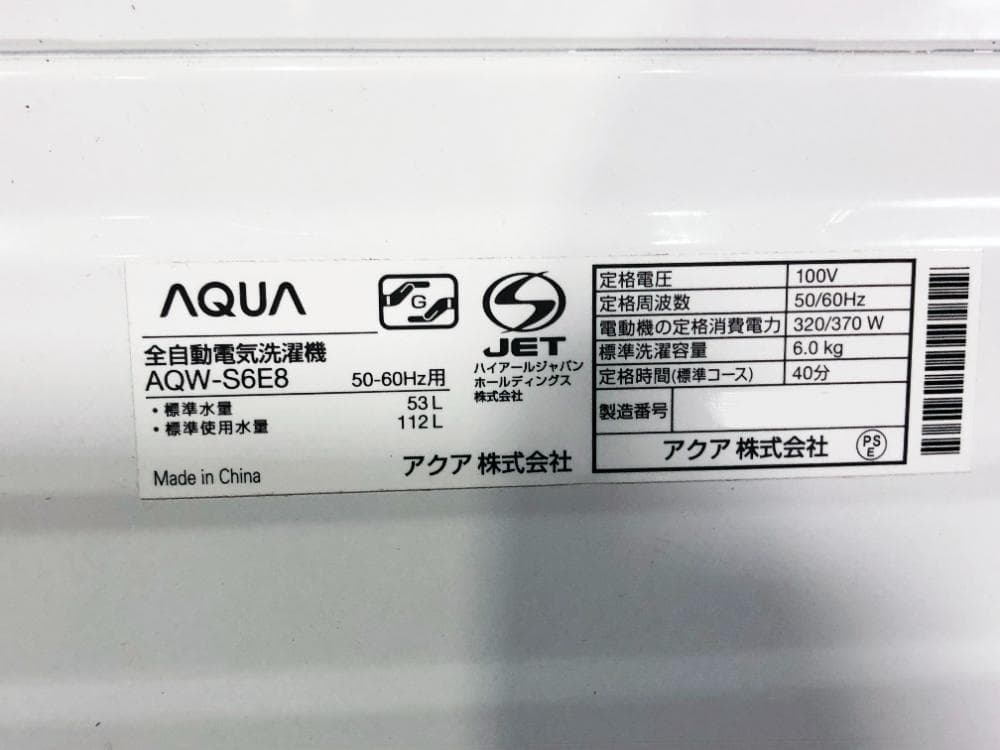 AQUA
G
全自動電気洗濯機
AQW-S6E8 50-60Hz用
・標準水量 53L
・標準使用水量 112L
Made in China
アクア 株式会社
S
JET
ハイアールジャパン
ホールディングス
株式会社
定格電圧 100V
定格周波数 50/60Hz
電動機の定格消費電力 320/370 W
標準洗濯容量 6.0 kg
定格時間(標準コース) 40分
製造番号
アクア 株式会社
PS
E